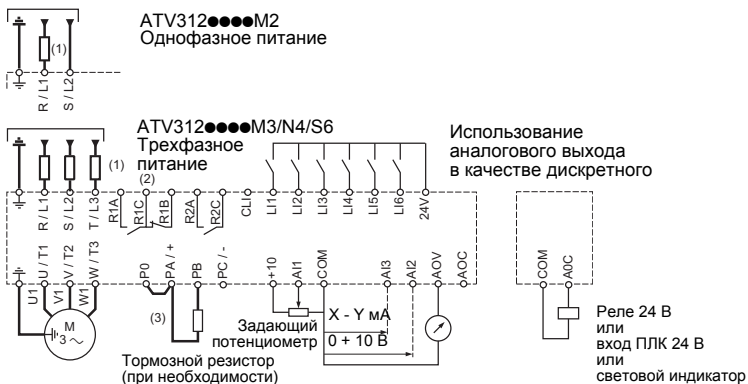 ATV312●●●●M2
Однофазное питание
(1)
R / L1
S / L2
ATV312●●●●M3/N4/S6
Трехфазное
питание
(1)
(2)
Использование
аналогового выхода
в качестве дискретного
R / L1
S / L2
T / L3
R1A
R1C
R1B
R2A
R2C
CLI
LI1
LI2
LI3
LI4
LI5
LI6
24V
U / T1
V / T2
W / T3
P0
PA / +
PB
PC / -
+10
AI1
COM
AI3
AI2
AOV
AOC
COM
A0C
U1
V1
W1
M
3 ~
(3)
Тормозной резистор
(при необходимости)
Задающий
потенциометр
X - Y мА
0 + 10 В
Реле 24 В
или
вход ПЛК 24 В
или
световой индикатор